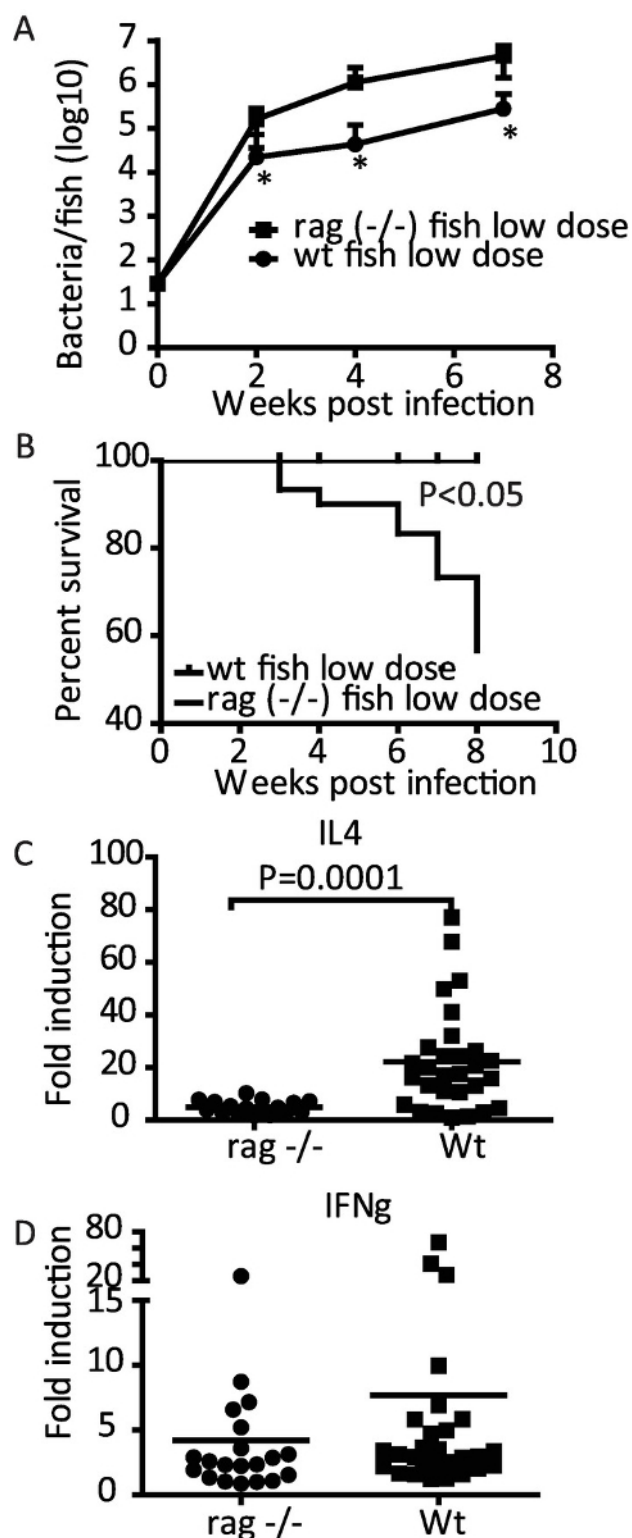 A
Bacteria/fish (log10)
7
6
5
4
3
2
1
0
*
*
*
rag (-/-) fish low dose
wt fish low dose
0
2
4
6
8
Weeks post infection
B
Percent survival
100
80
60
40
P<0.05
wt fish low dose
rag (-/-) fish low dose
0
2
4
6
8
10
Weeks post infection
C
IL4
Fold induction
100
80
60
40
20
0
P=0.0001
rag -/-
Wt
D
IFNg
Fold induction
80
20
15
10
5
0
rag -/-
Wt